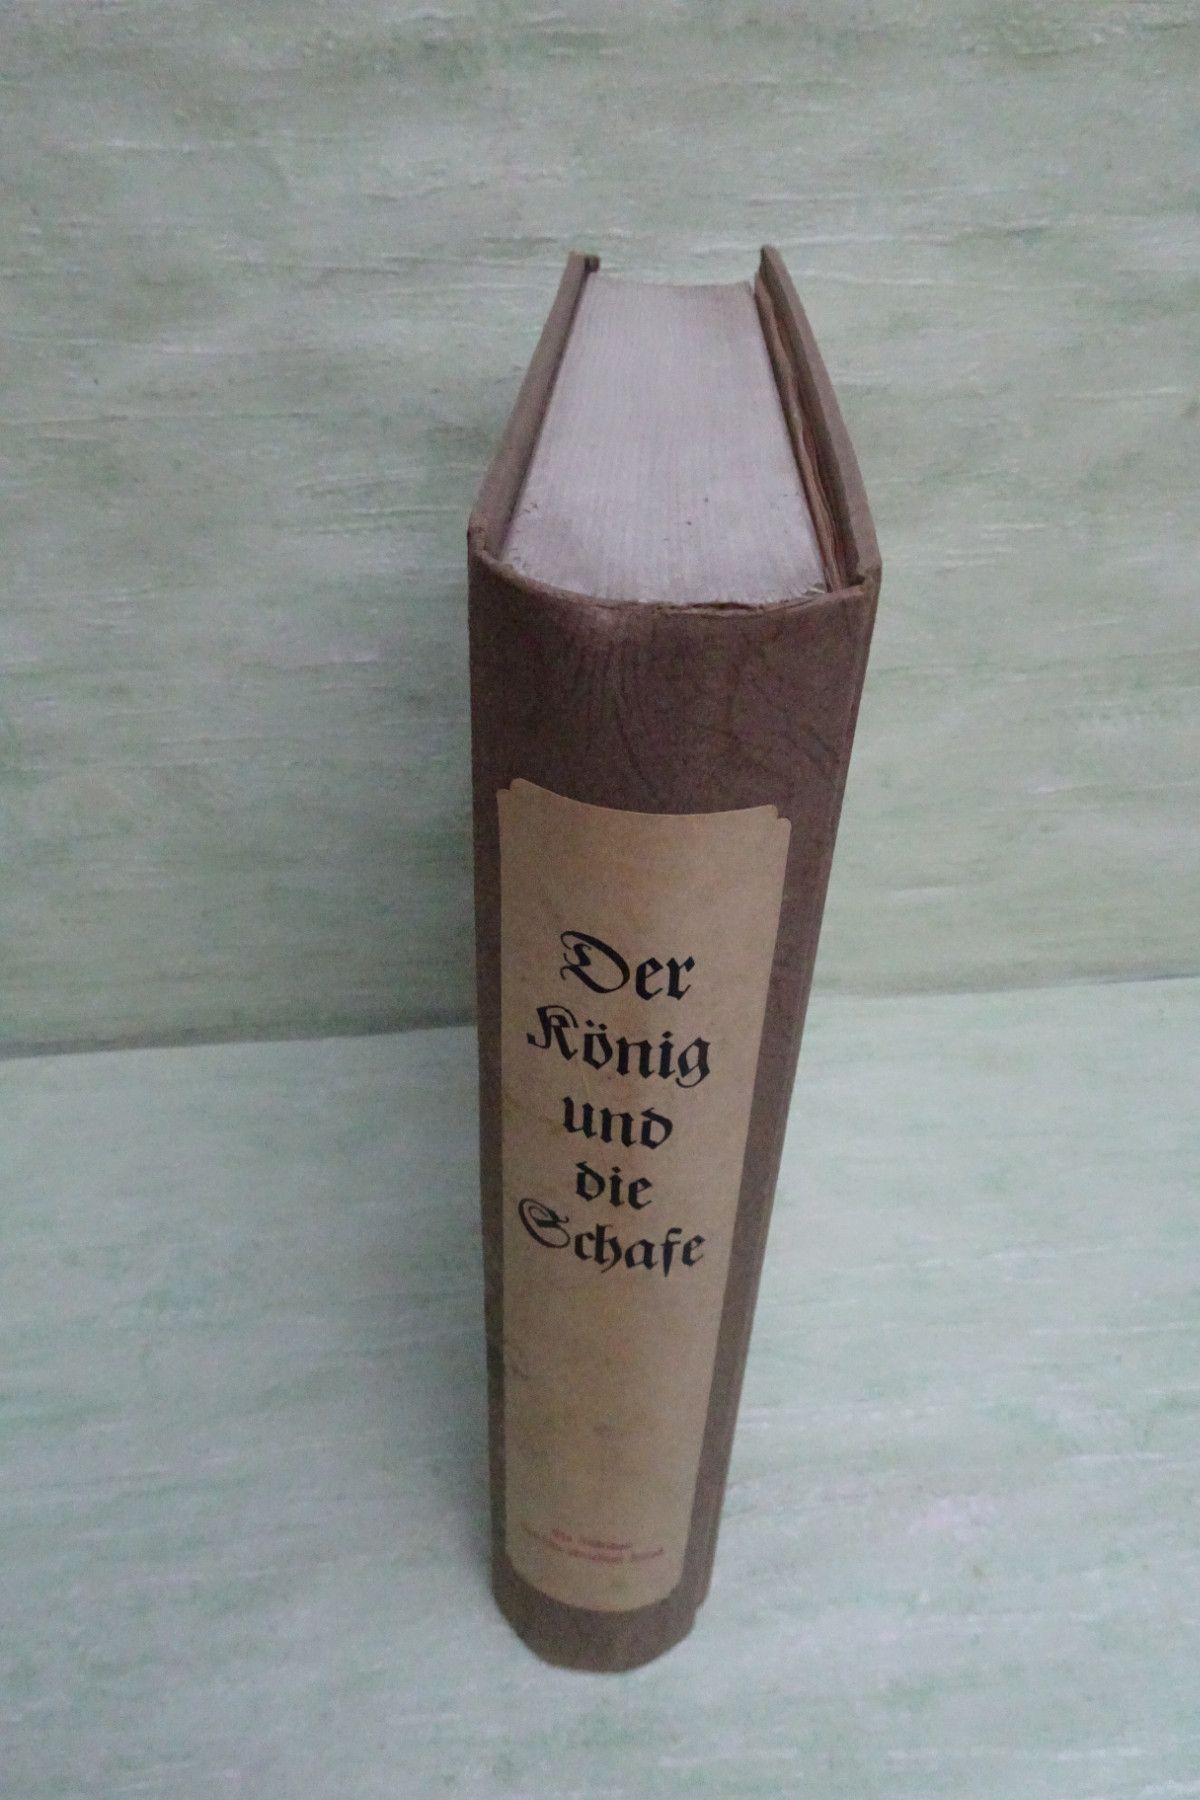 Der
König
und
die
Schafe